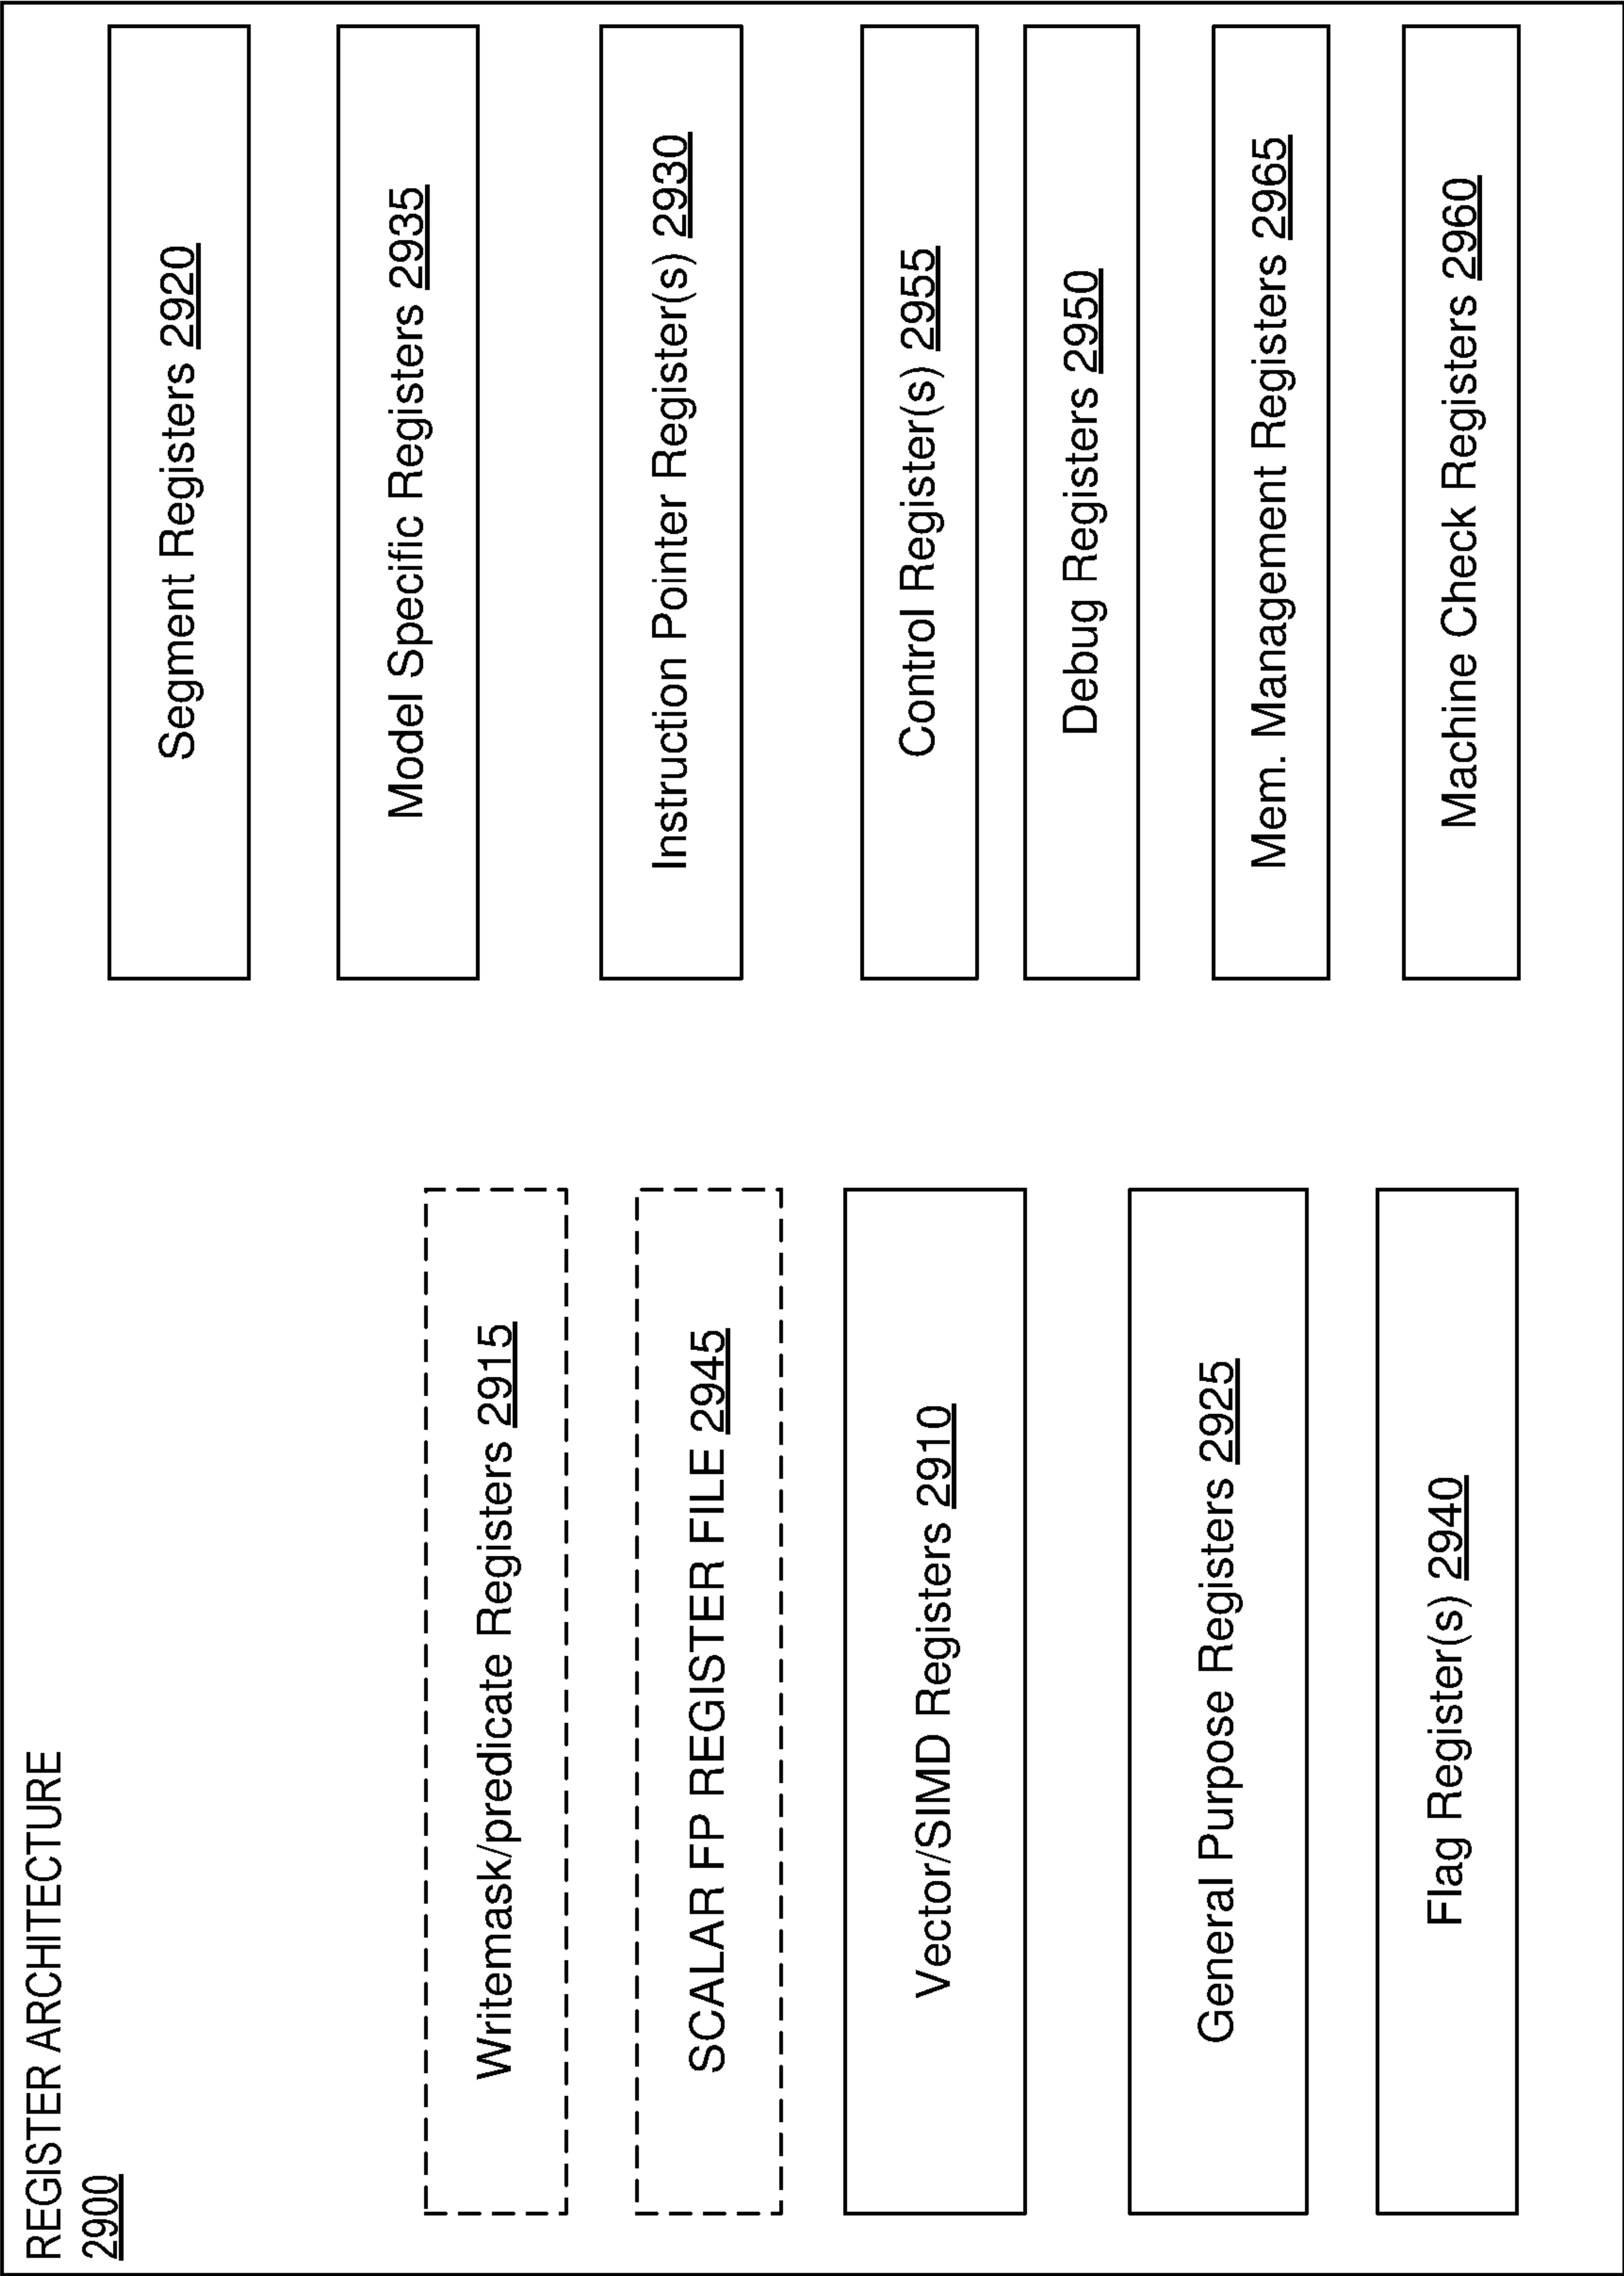 REGISTER ARCHITECTURE
2900
Writemask/predicate Registers 2915
SCALAR FP REGISTER FILE 2945
Vector/SIMD Registers 2910
General Purpose Registers 2925
Flag Register(s) 2940
Segment Registers 2920
Model Specific Registers 2935
Instruction Pointer Register(s) 2930
Control Register(s) 2955
Debug Registers 2950
Mem. Management Registers 2965
Machine Check Registers 2960